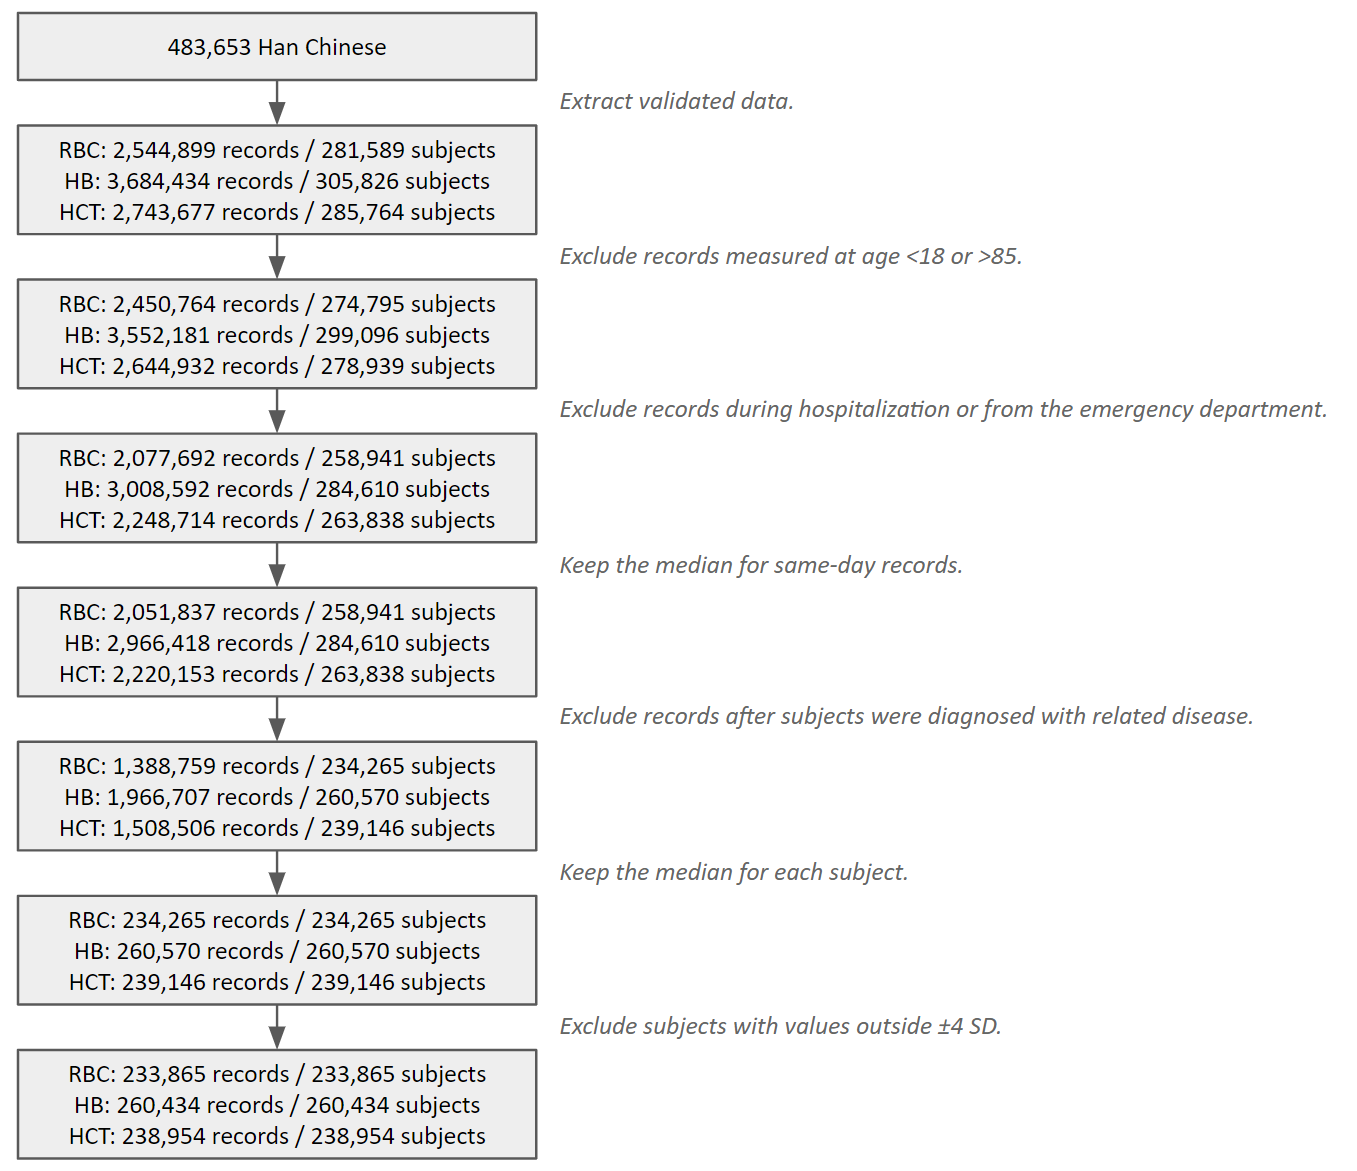 483,653 Han Chinese
Extract validated data.
RBC: 2,544,899 records / 281,589 subjects
HB: 3,684,434 records / 305,826 subjects
HCT: 2,743,677 records / 285,764 subjects
Exclude records measured at age <18 or >85.
RBC: 2,450,764 records / 274,795 subjects
HB: 3,552,181 records / 299,096 subjects
HCT: 2,644,932 records / 278,939 subjects
Exclude records during hospitalization or from the emergency department.
RBC: 2,077,692 records / 258,941 subjects
HB: 3,008,592 records / 284,610 subjects
HCT: 2,248,714 records / 263,838 subjects
Keep the median for same-day records.
RBC: 2,051,837 records / 258,941 subjects
HB: 2,966,418 records / 284,610 subjects
HCT: 2,220,153 records / 263,838 subjects
Exclude records after subjects were diagnosed with related disease.
RBC: 1,388,759 records / 234,265 subjects
HB: 1,966,707 records / 260,570 subjects
HCT: 1,508,506 records / 239,146 subjects
Keep the median for each subject.
RBC: 234,265 records / 234,265 subjects
HB: 260,570 records / 260,570 subjects
HCT: 239,146 records / 239,146 subjects
Exclude subjects with values outside ±4 SD.
RBC: 233,865 records / 233,865 subjects
HB: 260,434 records / 260,434 subjects
HCT: 238,954 records / 238,954 subjects